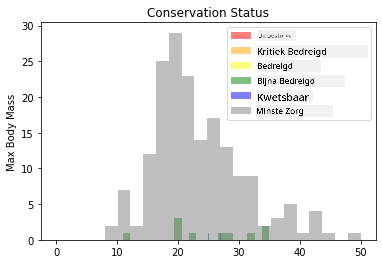 Conservation Status
Max Body Mass
30
25
20
15
10
5
0
0 10 20 30 40 50
Kritiek Bedreigd
Bedreigd
Bijna Bedreigd
Kwetsbaar
Minste Zorg